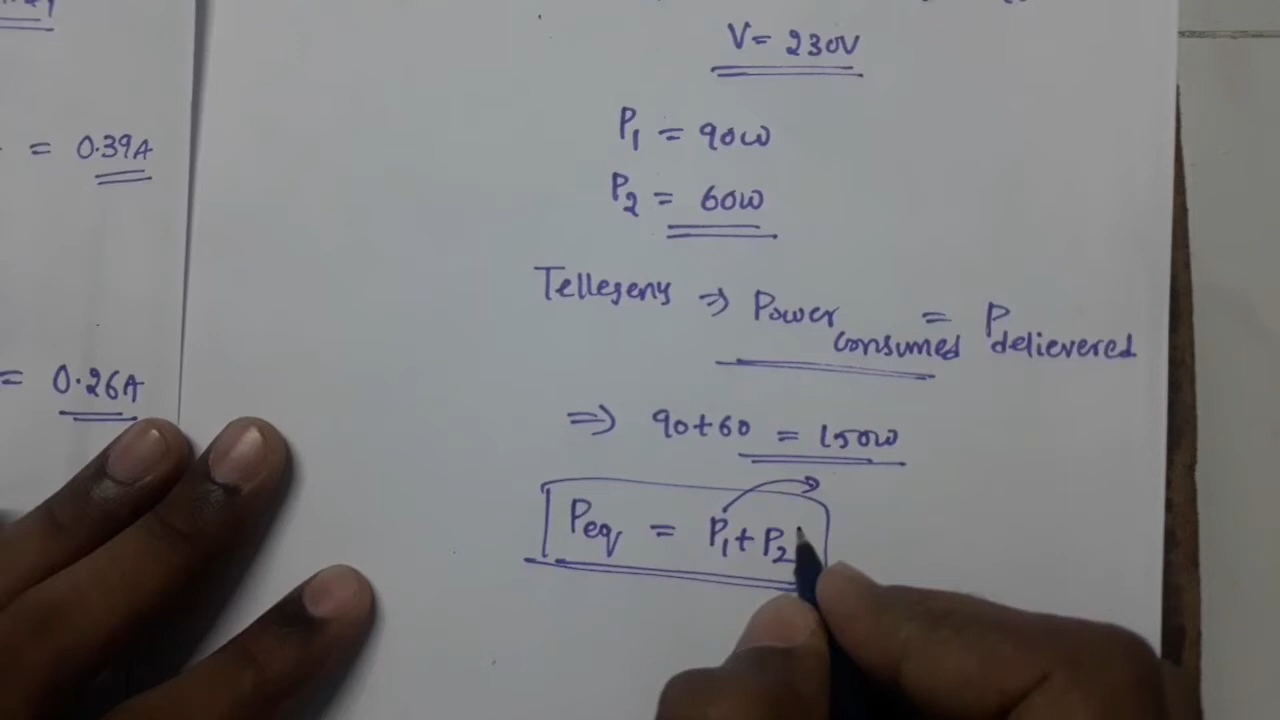 = 0.39A
= 0.26A
V = 230V
P1 = 90W
P2 = 60W
Tellegens => Power consumed = P delievered
=> 90+60 = 150W
Peq = P1 + P2